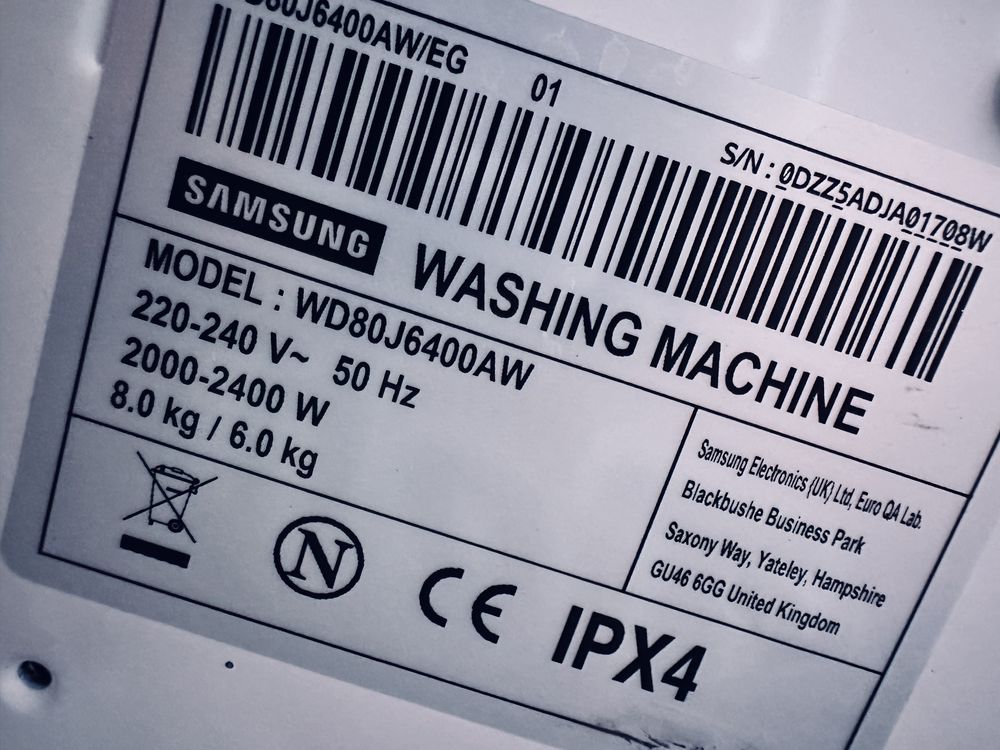 WD80J6400AW/EG 01
S/N : 0DZZ5ADJA01708W
SAMSUNG WASHING MACHINE
MODEL : WD80J6400AW
220-240 V~ 50 Hz
2000-2400 W
8.0 kg / 6.0 kg
Samsung Electronics (UK) Ltd, Euro QA Lab.
Blackbushe Business Park
Saxony Way, Yateley, Hampshire
GU46 6GG United Kingdom
N
CE
IPX4